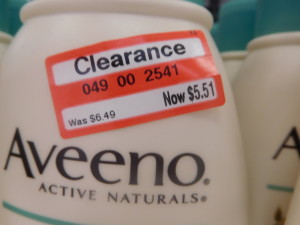 Clearance
049 00 2541
Now $5.51
Was $6.49
Aveeno®
ACTIVE NATURALS®